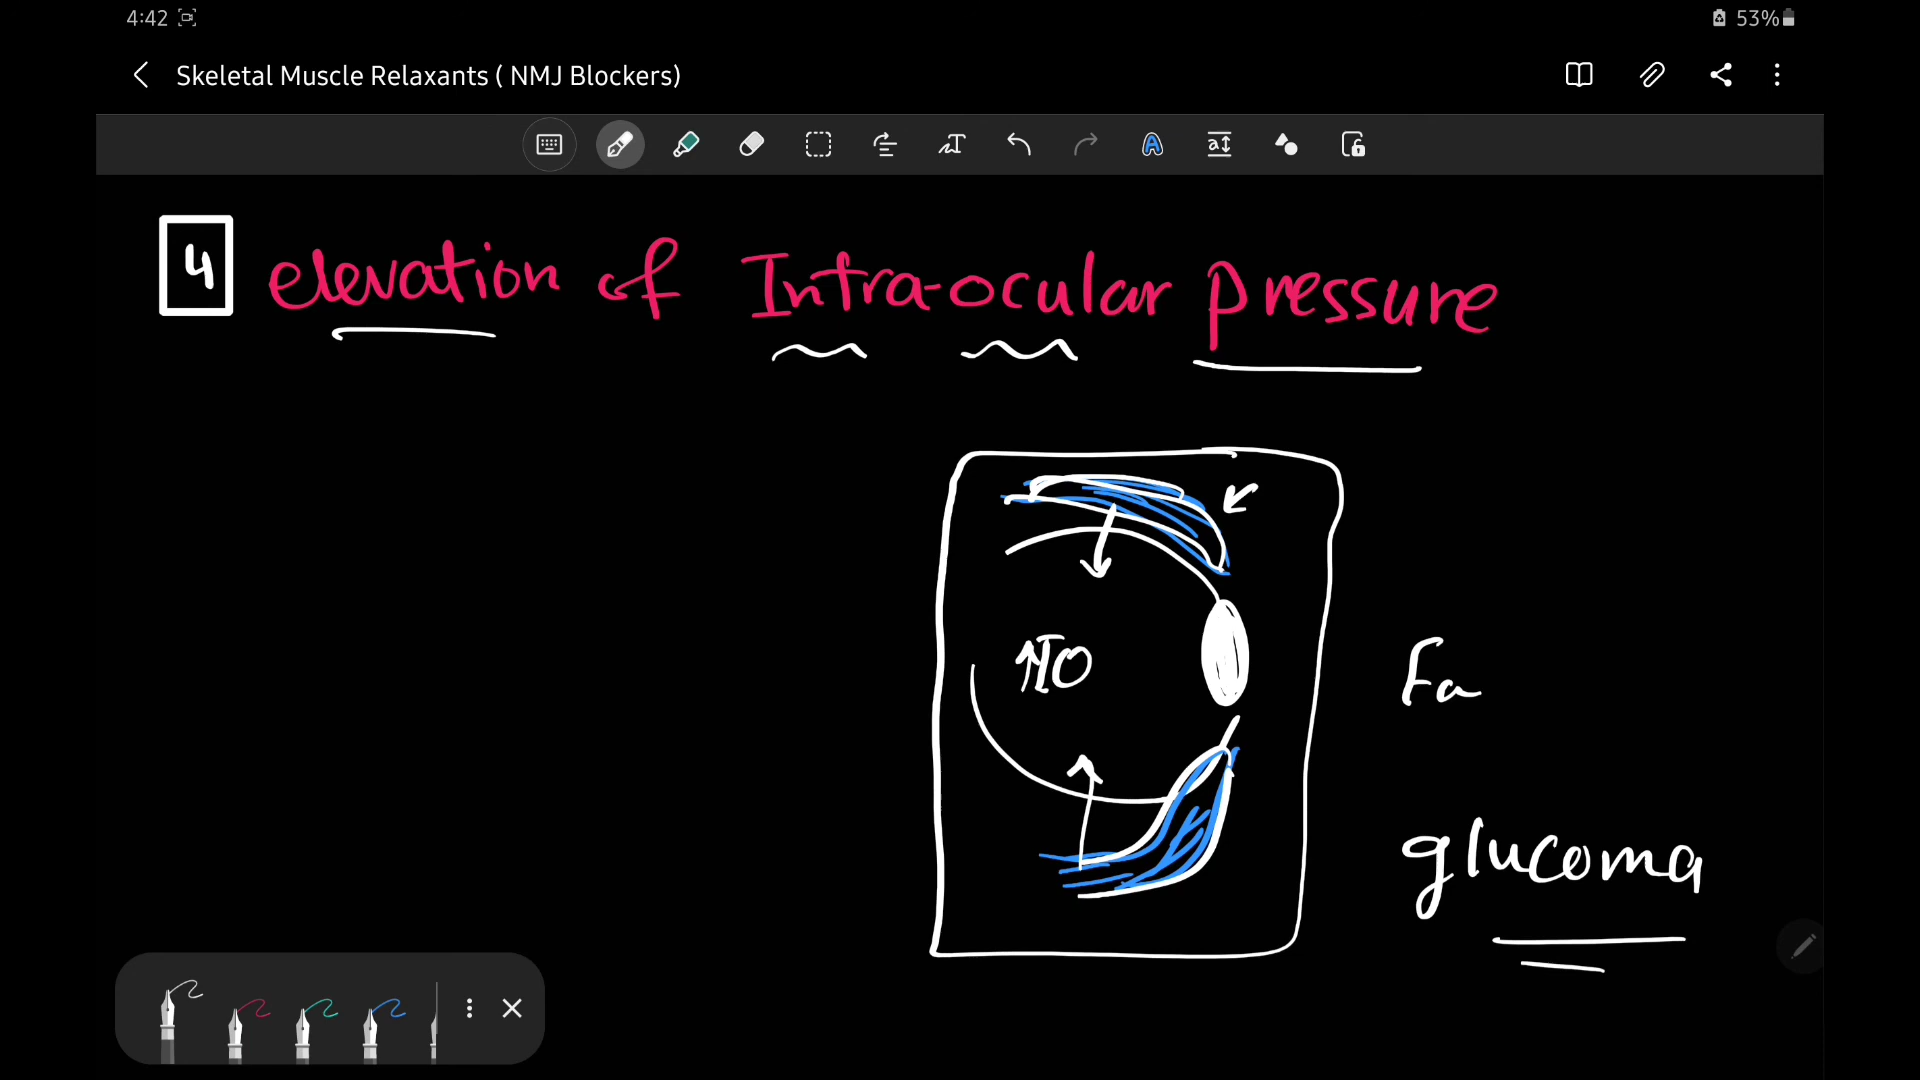 4:42 53%
Skeletal Muscle Relaxants ( NMJ Blockers)
4 elevation of Intra-ocular pressure
↑IO
Fa
glucoma